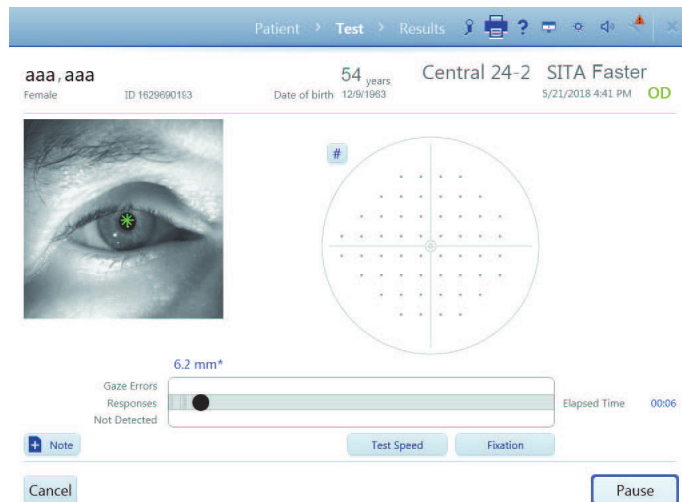 Patient > Test > Results ?
aaa, aaa
Female ID 1629690193
54 years
Date of birth 12/9/1963
Central 24-2 SITA Faster
5/21/2018 4:41 PM OD
#
6.2 mm*
Gaze Errors
Responses
Not Detected
Elapsed Time 00:06
Note
Test Speed
Fixation
Cancel
Pause